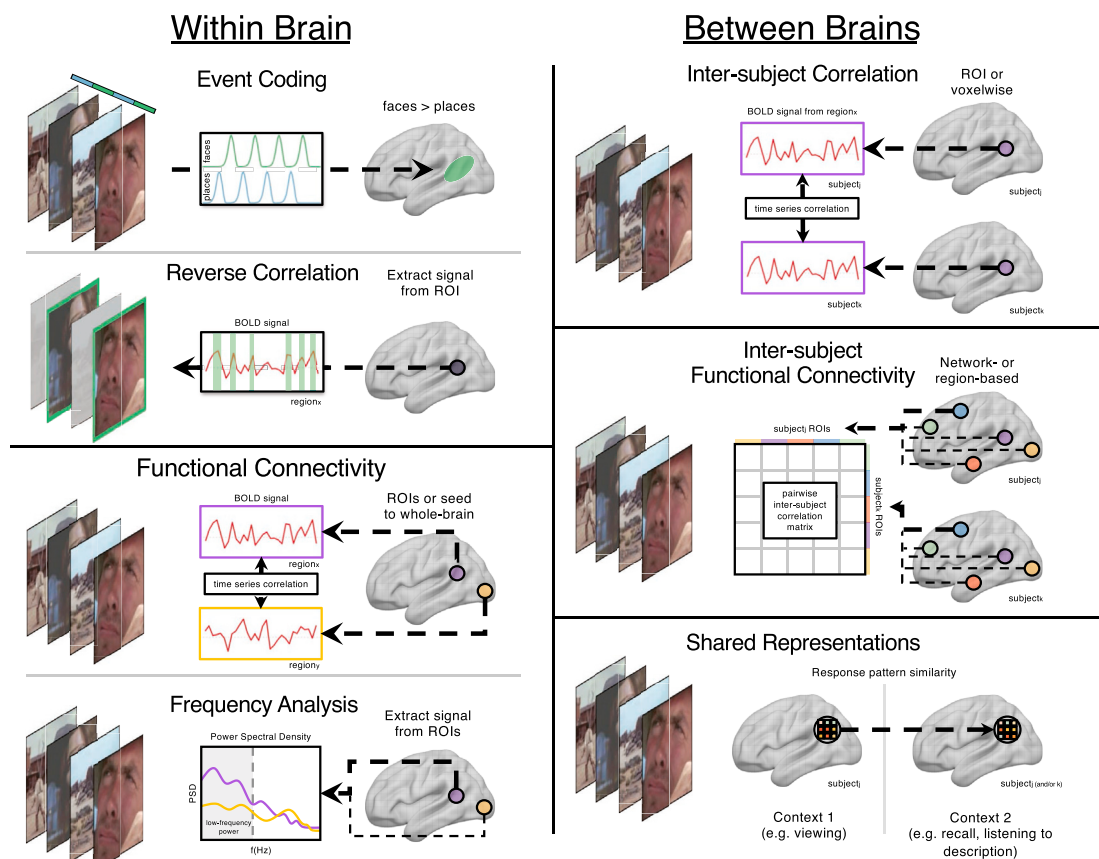 Within Brain
Event Coding
faces > places
faces
places
Reverse Correlation
Extract signal
from ROI
BOLD signal
regionx
Functional Connectivity
BOLD signal
ROIs or seed
to whole-brain
regionx
time series correlation
regiony
Frequency Analysis
Extract signal
from ROIs
Power Spectral Density
PSD
low-frequency
power
f(Hz)
Between Brains
Inter-subject Correlation
ROI or
voxelwise
BOLD signal from regionx
subjectj
subjectj
time series correlation
subjectk
subjectk
Inter-subject
Functional Connectivity
Network- or
region-based
subjectj ROIs
subjectk ROIs
pairwise
inter-subject
correlation
matrix
subjectj
subjectk
Shared Representations
Response pattern similarity
subjectj
subjectj (and/or k)
Context 1
(e.g. viewing)
Context 2
(e.g. recall, listening to
description)